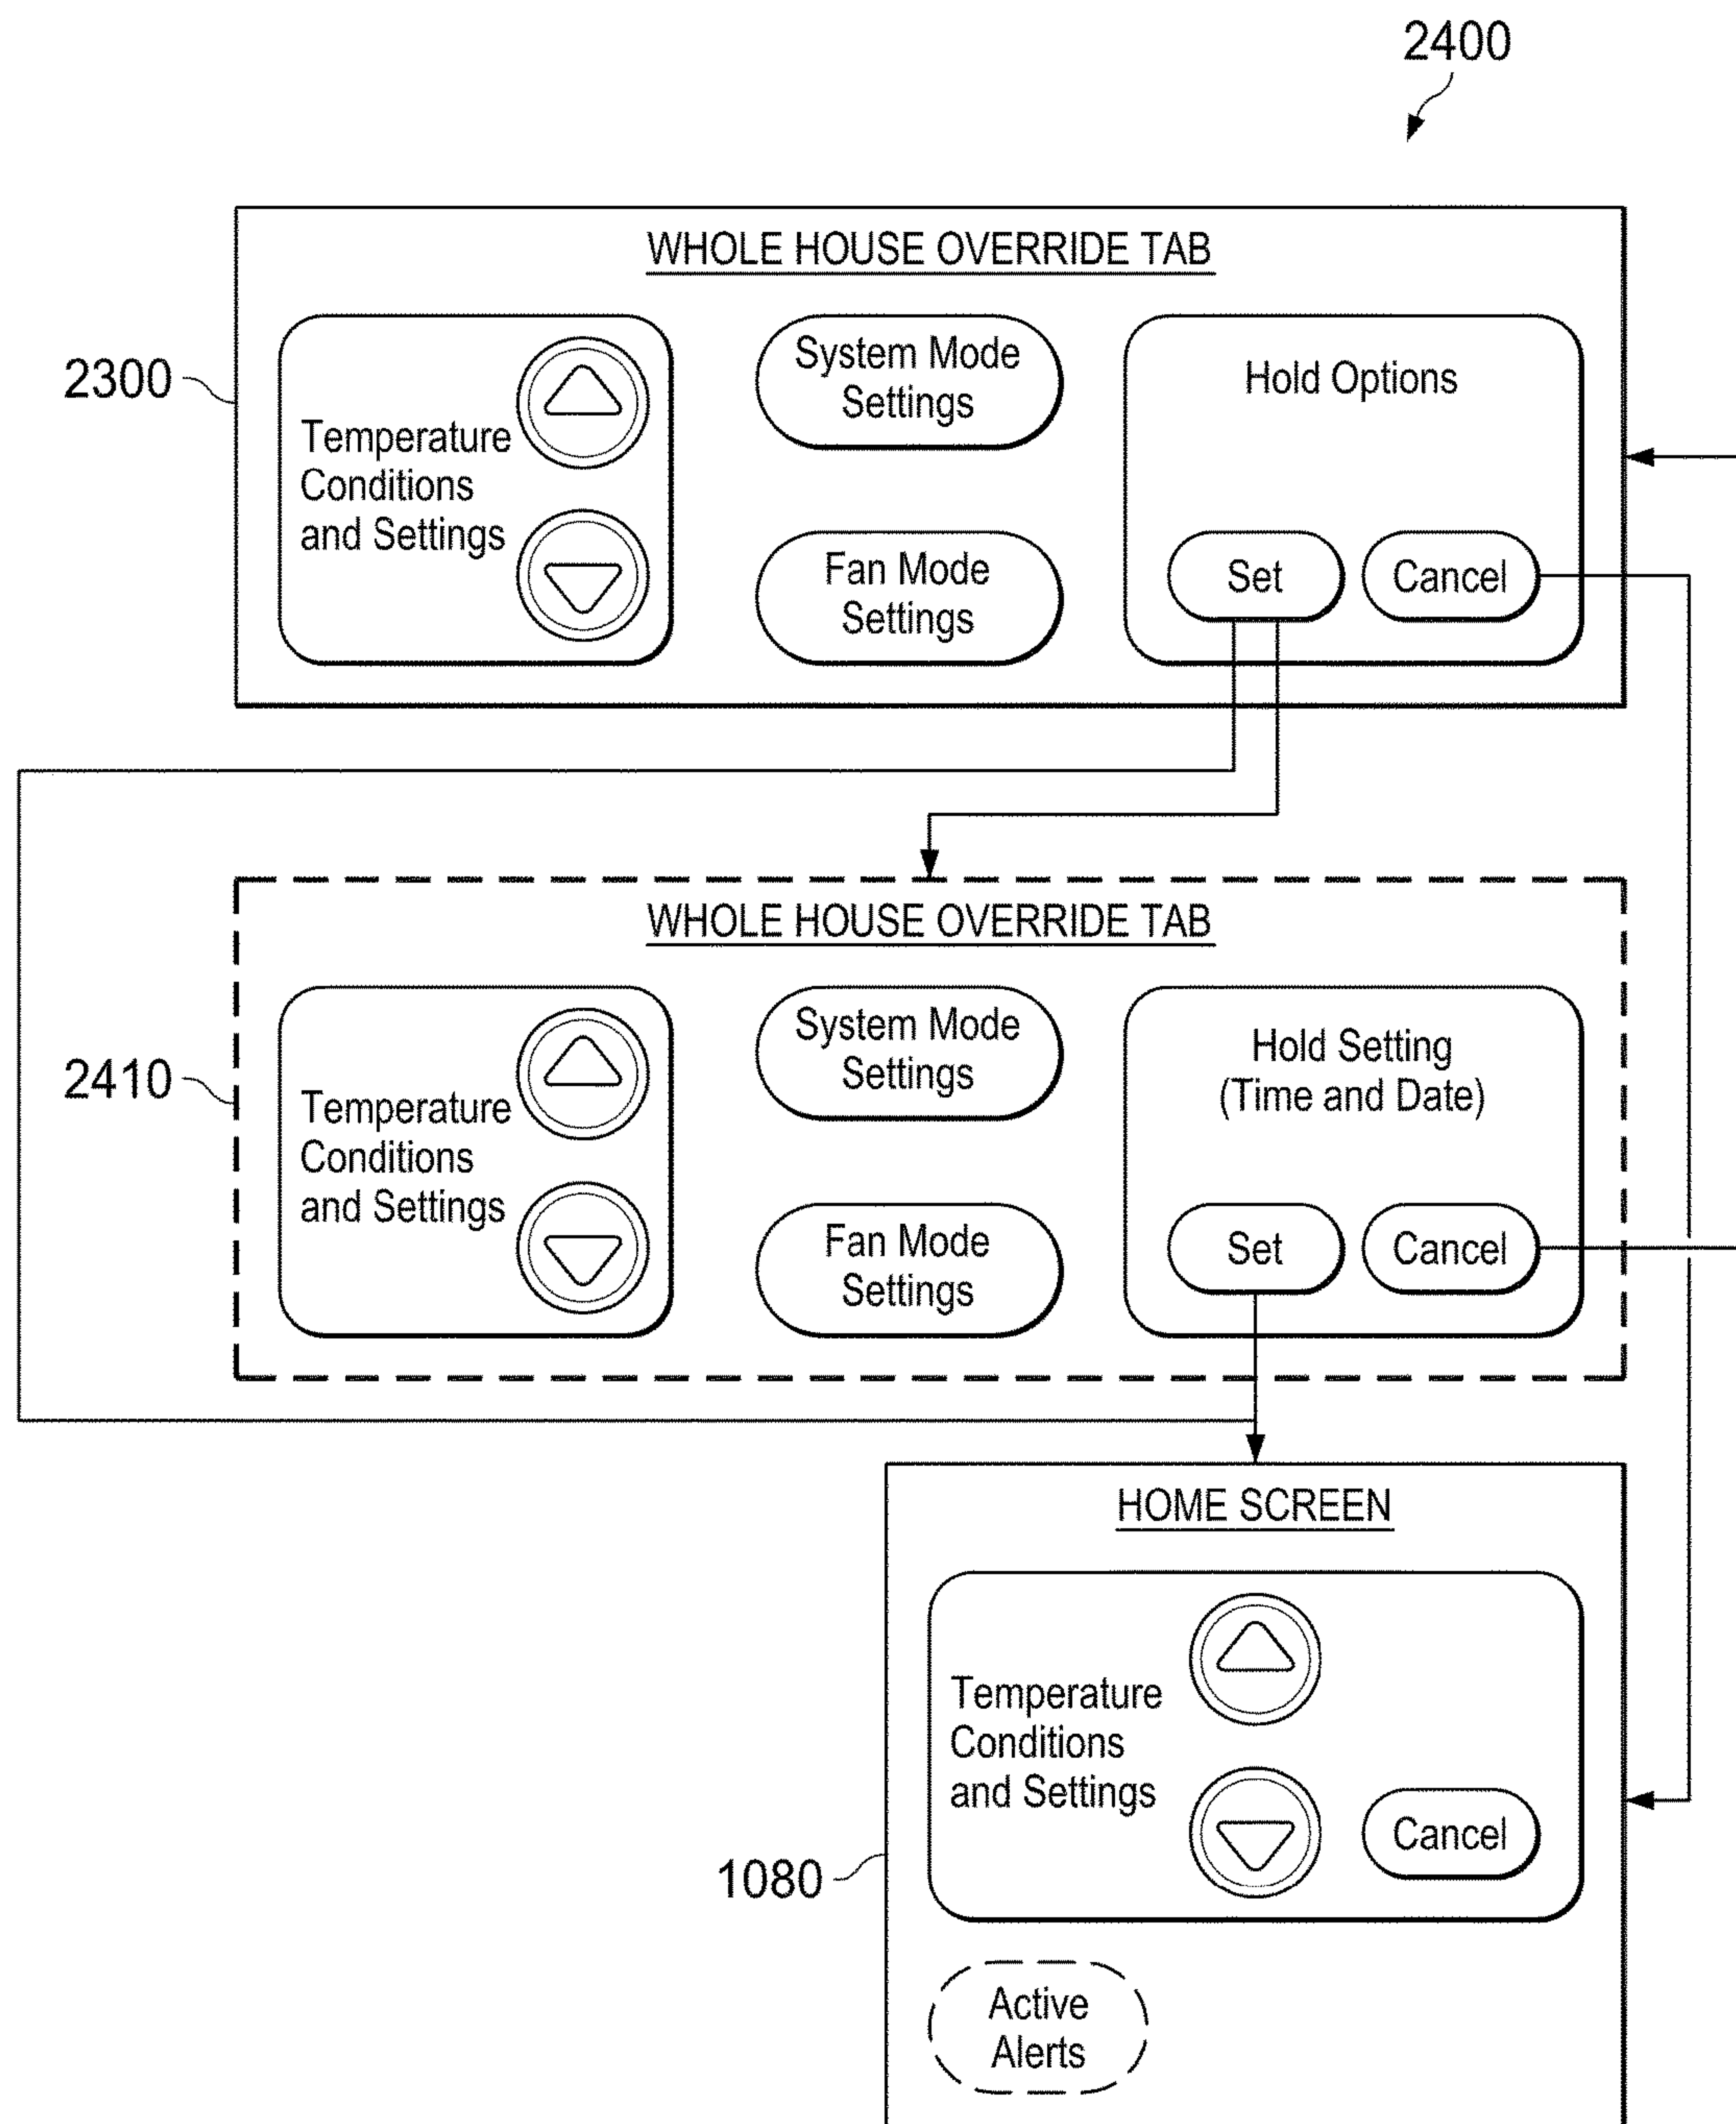 2400
WHOLE HOUSE OVERRIDE TAB
2300
Temperature
Conditions
and Settings
System Mode
Settings
Fan Mode
Settings
Hold Options
Set
Cancel
WHOLE HOUSE OVERRIDE TAB
2410
Temperature
Conditions
and Settings
System Mode
Settings
Fan Mode
Settings
Hold Setting
(Time and Date)
Set
Cancel
HOME SCREEN
1080
Temperature
Conditions
and Settings
Cancel
Active
Alerts